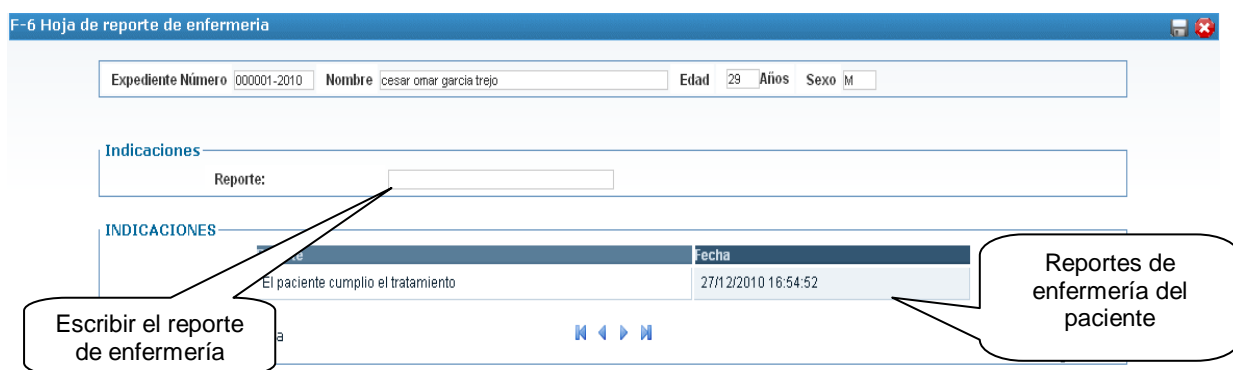 F-6 Hoja de reporte de enfermeria
Expediente Número 000001-2010 Nombre cesar omar garcia trejo Edad 29 Años Sexo M
Indicaciones
Reporte:
INDICACIONES
Fecha
El paciente cumplio el tratamiento 27/12/2010 16:54:52
Reportes de
enfermería del
paciente
Escribir el reporte
de enfermería